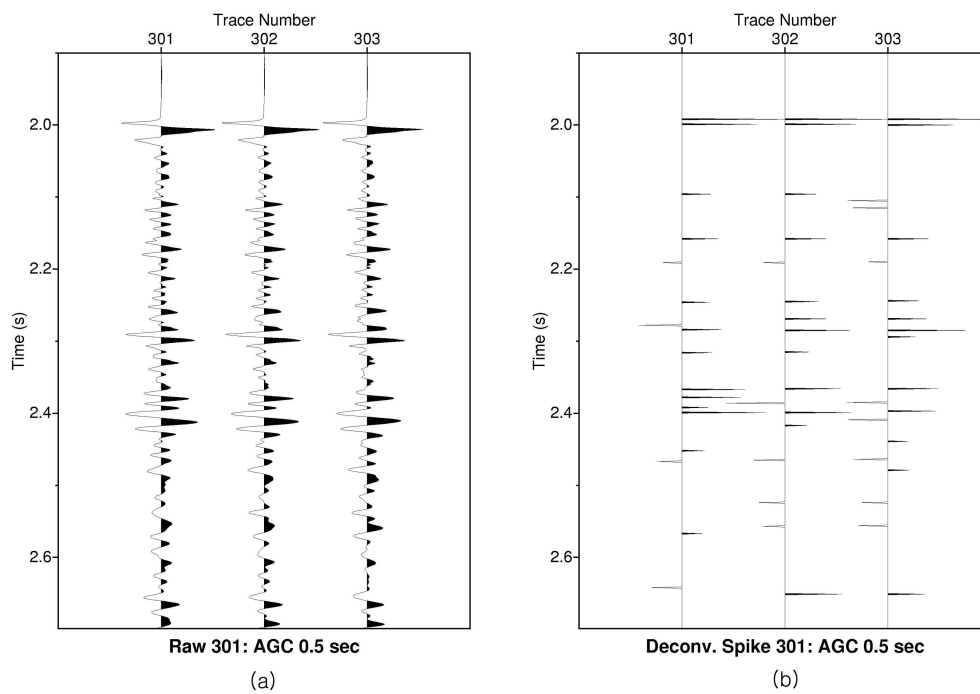 Trace Number
301 302 303
Time (s)
2.0
2.2
2.4
2.6
Raw 301: AGC 0.5 sec
(a)
Trace Number
301 302 303
Time (s)
2.0
2.2
2.4
2.6
Deconv. Spike 301: AGC 0.5 sec
(b)